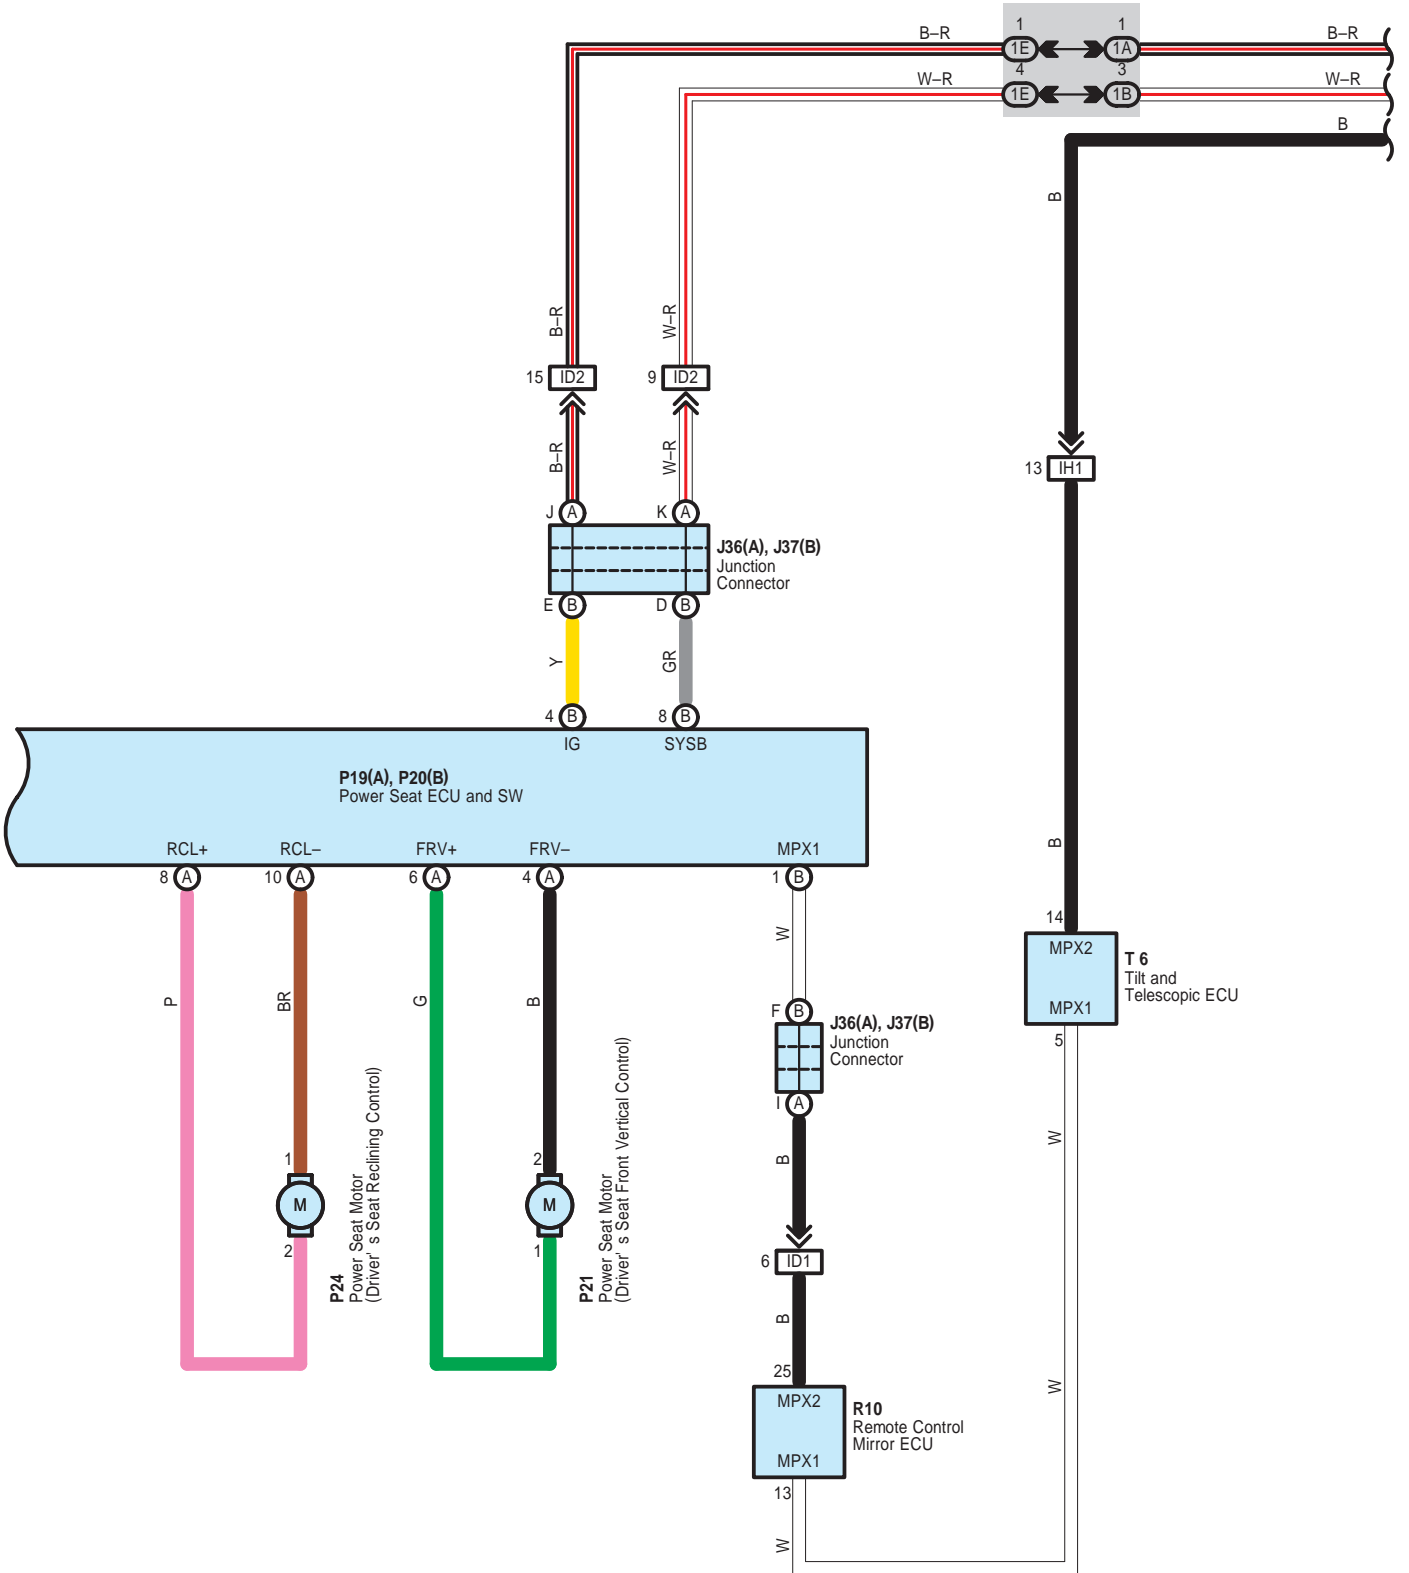 B–R
1
1
B–R
1E
1A
W–R
4
3
W–R
1E
1B
B
B
B–R
W–R
15 ID2
9 ID2
B–R
W–R
13 IH1
J A
K A
J36(A), J37(B)
Junction
Connector
E B
D B
Y
GR
4 B
8 B
IG
SYSB
P19(A), P20(B)
Power Seat ECU and SW
RCL+
RCL–
FRV+
FRV–
MPX1
B
8 A
10 A
6 A
4 A
1 B
14
W
MPX2
T 6
Tilt and
Telescopic ECU
MPX1
P
BR
G
B
F B
J36(A), J37(B)
Junction
Connector
5
I A
W
1
2
B
M
M
2
1
P24
Power Seat Motor
(Driver' s Seat Reclining Control)
P21
Power Seat Motor
(Driver' s Seat Front Vertical Control)
6 ID1
B
25
MPX2
R10
Remote Control
Mirror ECU
MPX1
W
13
W